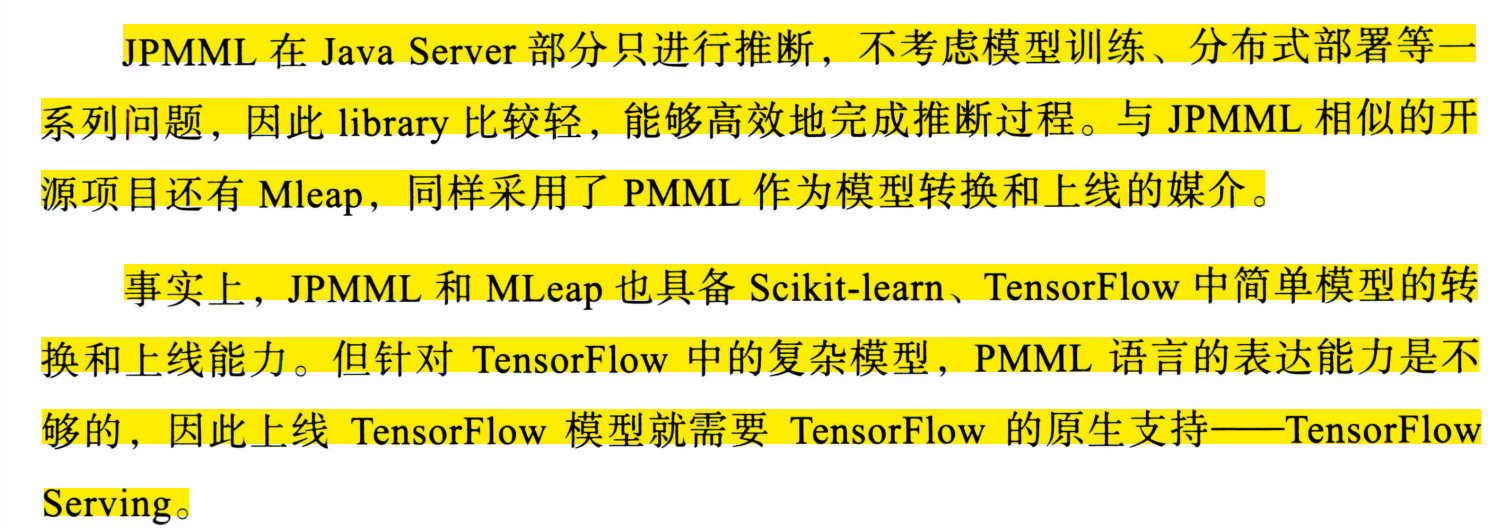 JPMML 在 Java Server 部分只进行推断，不考虑模型训练、分布式部署等一
系列问题，因此 library 比较轻，能够高效地完成推断过程。与 JPMML 相似的开
源项目还有 Mleap，同样采用了 PMML 作为模型转换和上线的媒介。
事实上，JPMML 和 MLeap 也具备 Scikit-learn、TensorFlow 中简单模型的转
换和上线能力。但针对 TensorFlow 中的复杂模型，PMML 语言的表达能力是不
够的，因此上线 TensorFlow 模型就需要 TensorFlow 的原生支持——TensorFlow
Serving。